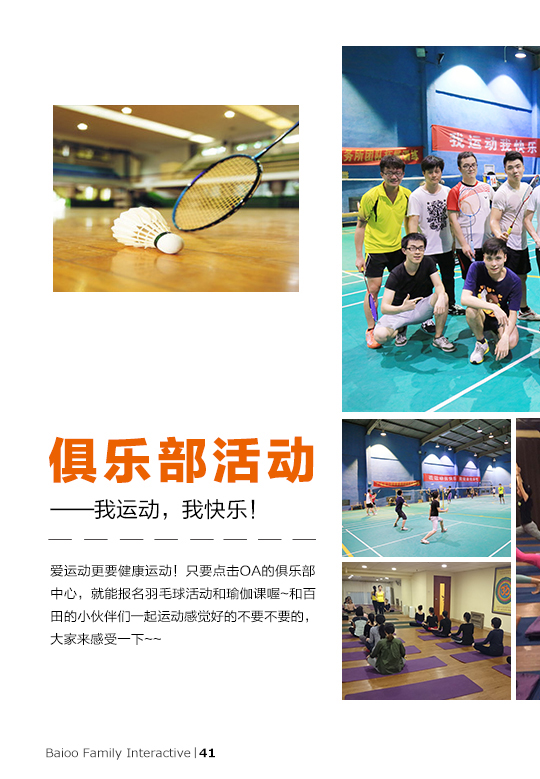 我运动我快乐
俱乐部活动
——我运动，我快乐！
爱运动更要健康运动！只要点击OA的俱乐部
中心，就能报名羽毛球活动和瑜伽课喔~和百
田的小伙伴们一起运动感觉好的不要不要的，
大家来感受一下~~
Baioo Family Interactive | 41